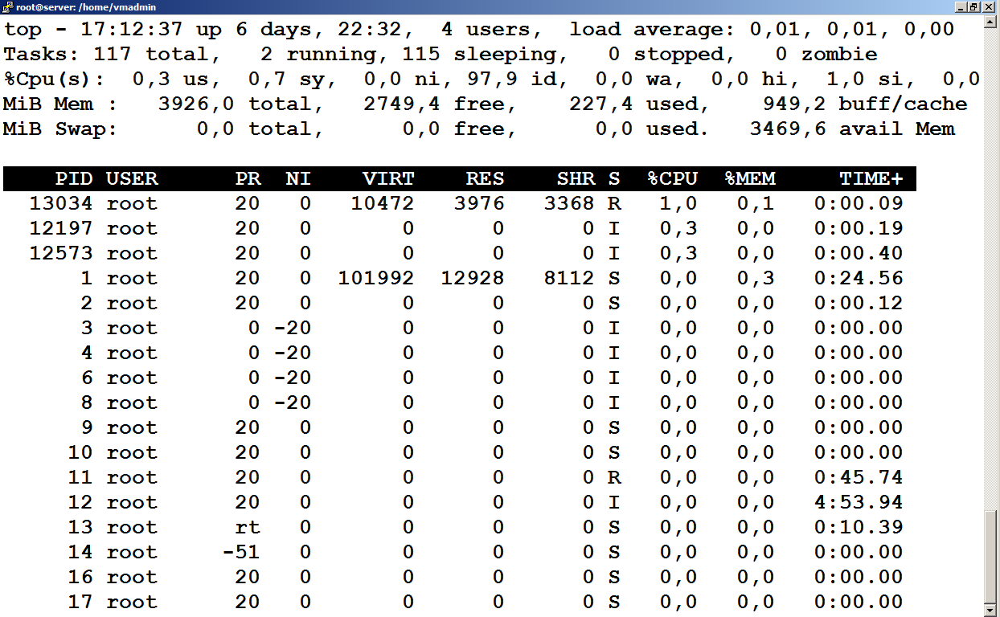 root@server: /home/vmadmin
top - 17:12:37 up 6 days, 22:32,  4 users,  load average: 0,01, 0,01, 0,00
Tasks: 117 total,   2 running, 115 sleeping,   0 stopped,   0 zombie
%Cpu(s):  0,3 us,  0,7 sy,  0,0 ni, 97,9 id,  0,0 wa,  0,0 hi,  1,0 si,  0,0
MiB Mem :   3926,0 total,   2749,4 free,    227,4 used,    949,2 buff/cache
MiB Swap:      0,0 total,      0,0 free,      0,0 used.   3469,6 avail Mem
PID USER      PR  NI    VIRT    RES    SHR S  %CPU  %MEM     TIME+
13034 root      20   0   10472   3976   3368 R   1,0   0,1   0:00.09
12197 root      20   0       0      0      0 I   0,3   0,0   0:00.19
12573 root      20   0       0      0      0 I   0,3   0,0   0:00.40
1 root      20   0  101992  12928   8112 S   0,0   0,3   0:24.56
2 root      20   0       0      0      0 S   0,0   0,0   0:00.12
3 root       0 -20       0      0      0 I   0,0   0,0   0:00.00
4 root       0 -20       0      0      0 I   0,0   0,0   0:00.00
6 root       0 -20       0      0      0 I   0,0   0,0   0:00.00
8 root       0 -20       0      0      0 I   0,0   0,0   0:00.00
9 root      20   0       0      0      0 S   0,0   0,0   0:00.00
10 root      20   0       0      0      0 S   0,0   0,0   0:00.00
11 root      20   0       0      0      0 R   0,0   0,0   0:45.74
12 root      20   0       0      0      0 I   0,0   0,0   4:53.94
13 root      rt   0       0      0      0 S   0,0   0,0   0:10.39
14 root     -51   0       0      0      0 S   0,0   0,0   0:00.00
16 root      20   0       0      0      0 S   0,0   0,0   0:00.00
17 root      20   0       0      0      0 S   0,0   0,0   0:00.00